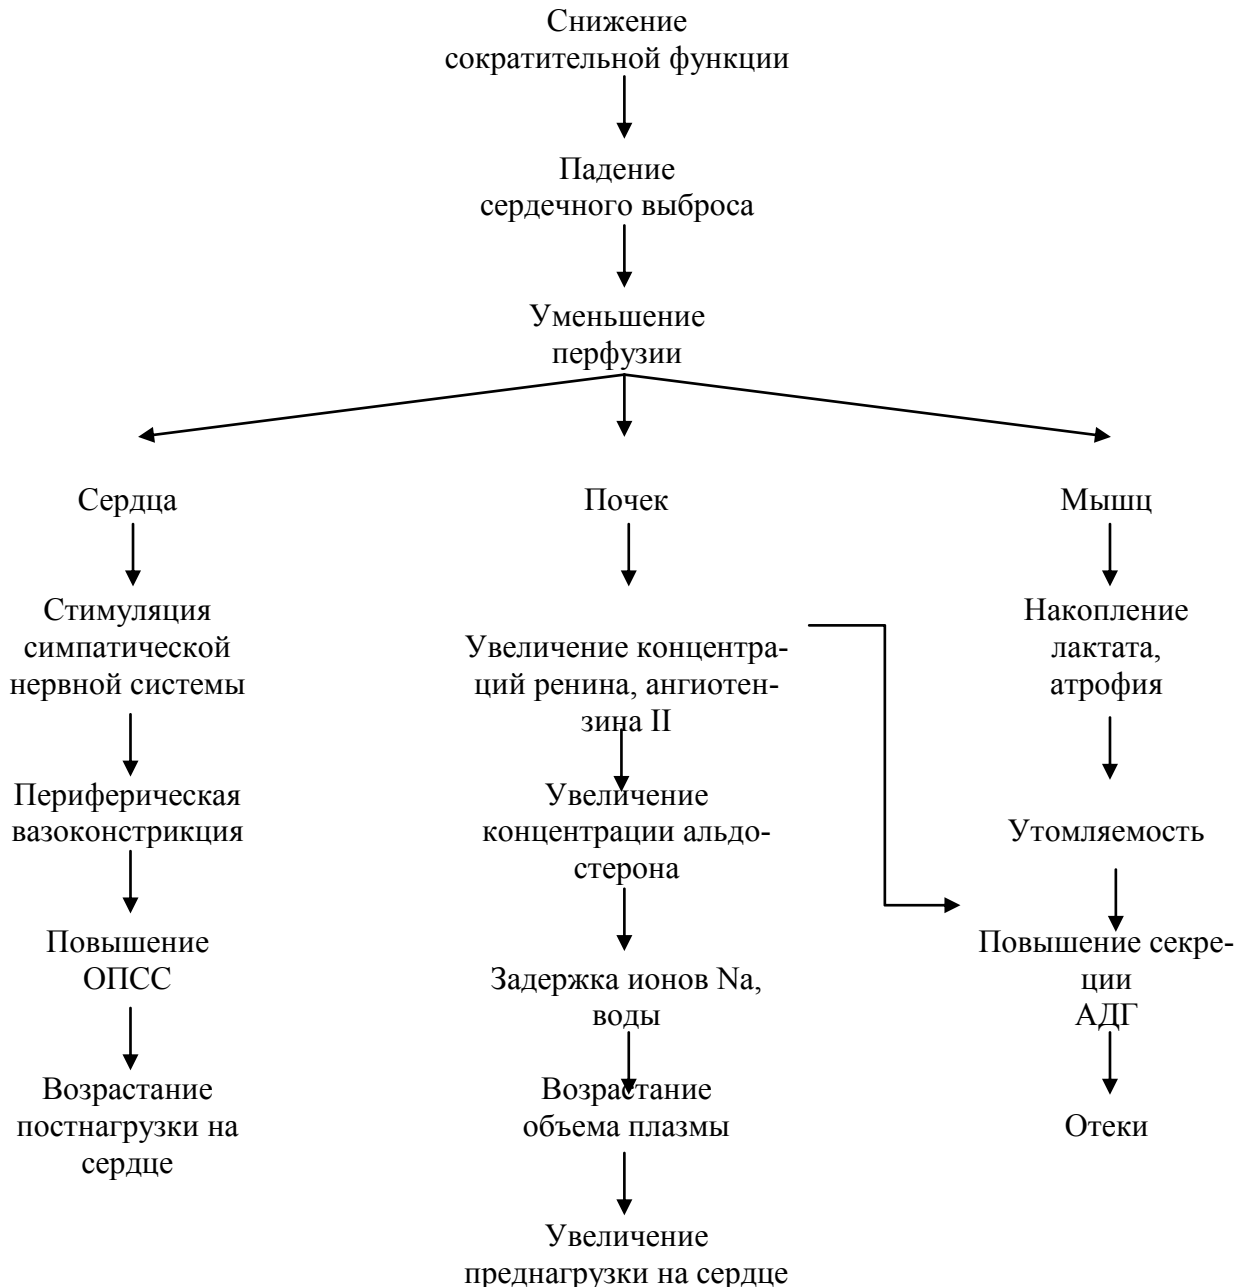 Снижение
сократительной функции
Падение
сердечного выброса
Уменьшение
перфузии
Сердца
Почек
Мышц
Стимуляция
симпатической
нервной системы
Увеличение концентра-
ций ренина, ангиотен-
зина II
Накопление
лактата,
атрофия
Периферическая
вазоконстрикция
Увеличение
концентрации альдо-
стерона
Утомляемость
Повышение
ОПСС
Задержка ионов Na,
воды
Повышение секре-
ции
АДГ
Возрастание
постнагрузки на
сердце
Возрастание
объема плазмы
Отеки
Увеличение
преднагрузки на сердце